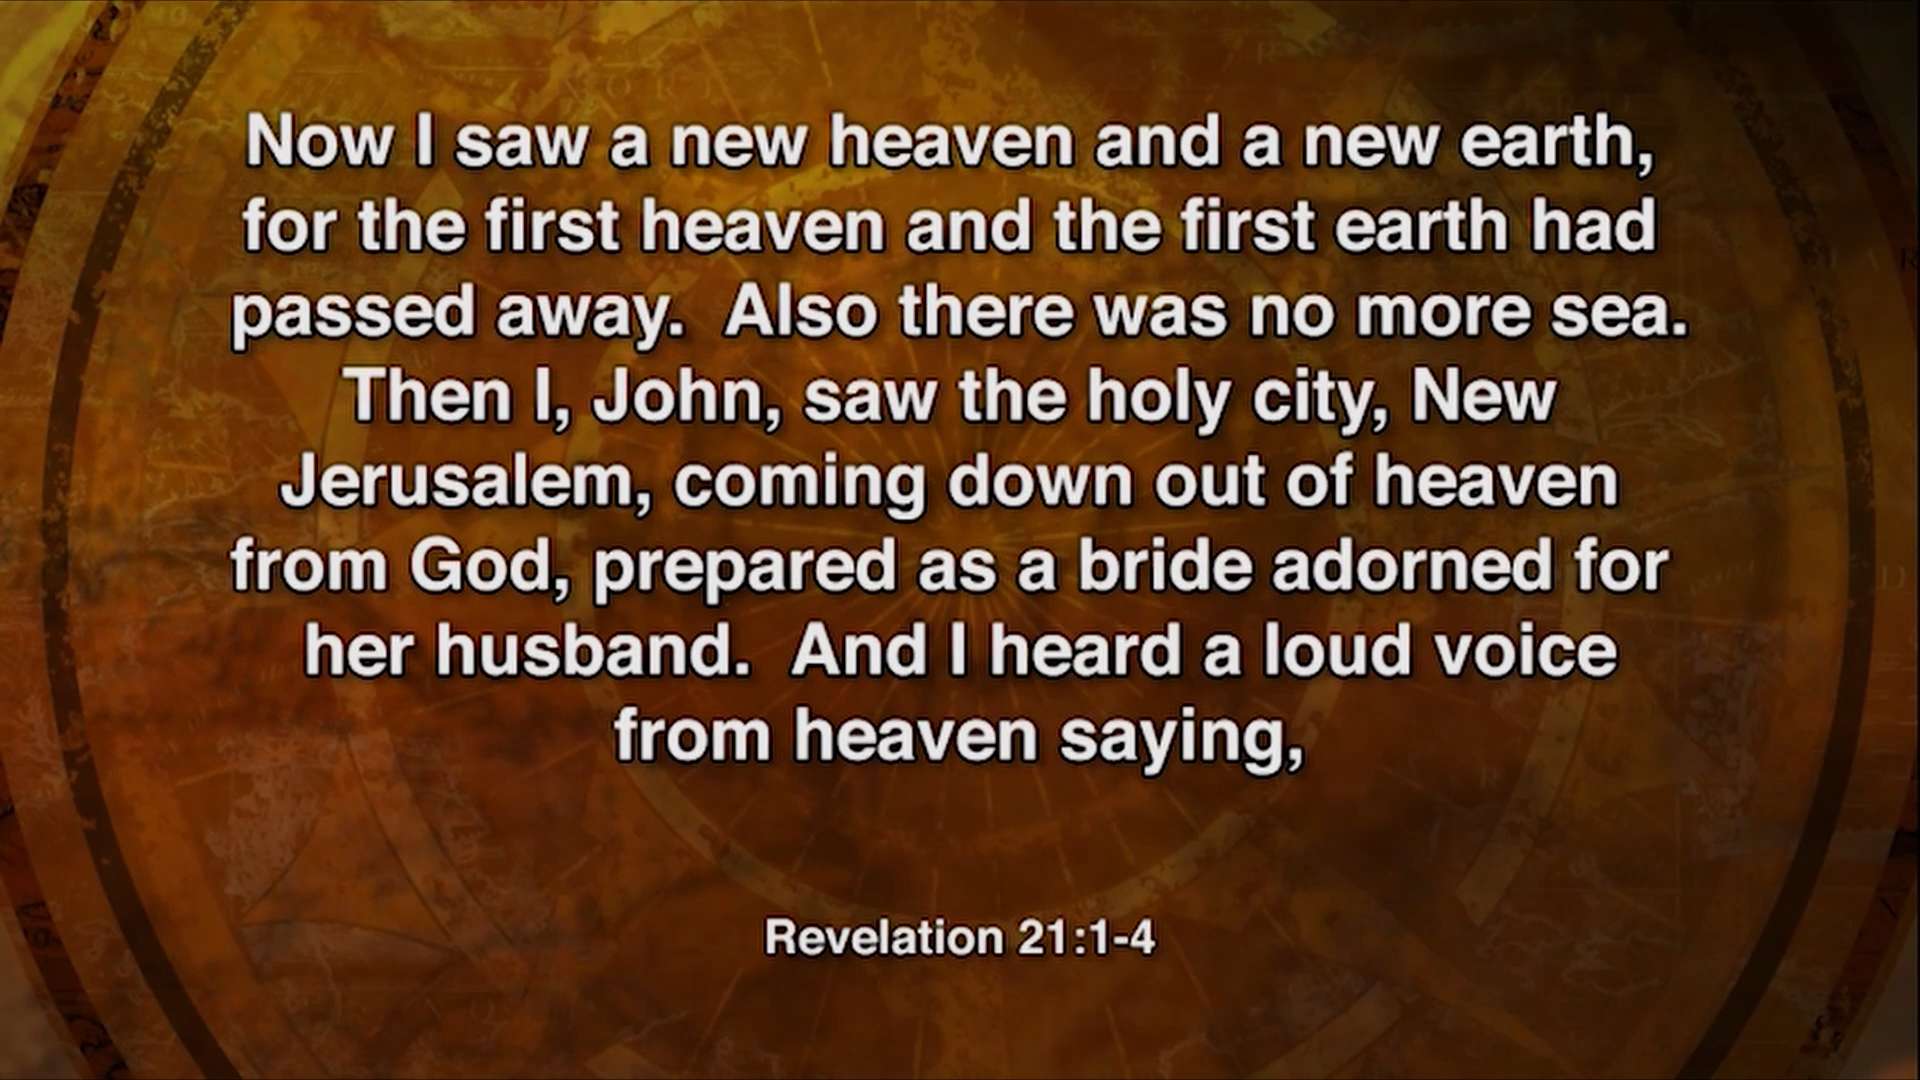 Now I saw a new heaven and a new earth,
for the first heaven and the first earth had
passed away.  Also there was no more sea.
Then I, John, saw the holy city, New
Jerusalem, coming down out of heaven
from God, prepared as a bride adorned for
her husband.  And I heard a loud voice
from heaven saying,
Revelation 21:1-4